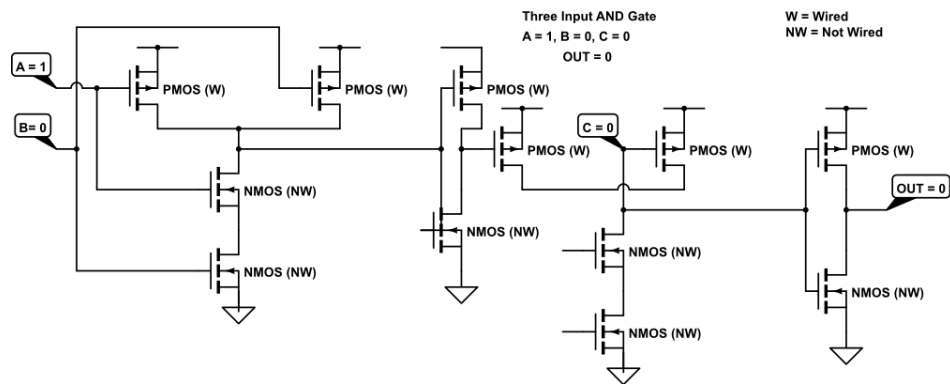 Three Input AND Gate
A = 1, B = 0, C = 0
OUT = 0
W = Wired
NW = Not Wired
A = 1
PMOS (W)
PMOS (W)
PMOS (W)
B= 0
PMOS (W)
C = 0
PMOS (W)
PMOS (W)
NMOS (NW)
OUT = 0
NMOS (NW)
NMOS (NW)
NMOS (NW)
NMOS (NW)
NMOS (NW)